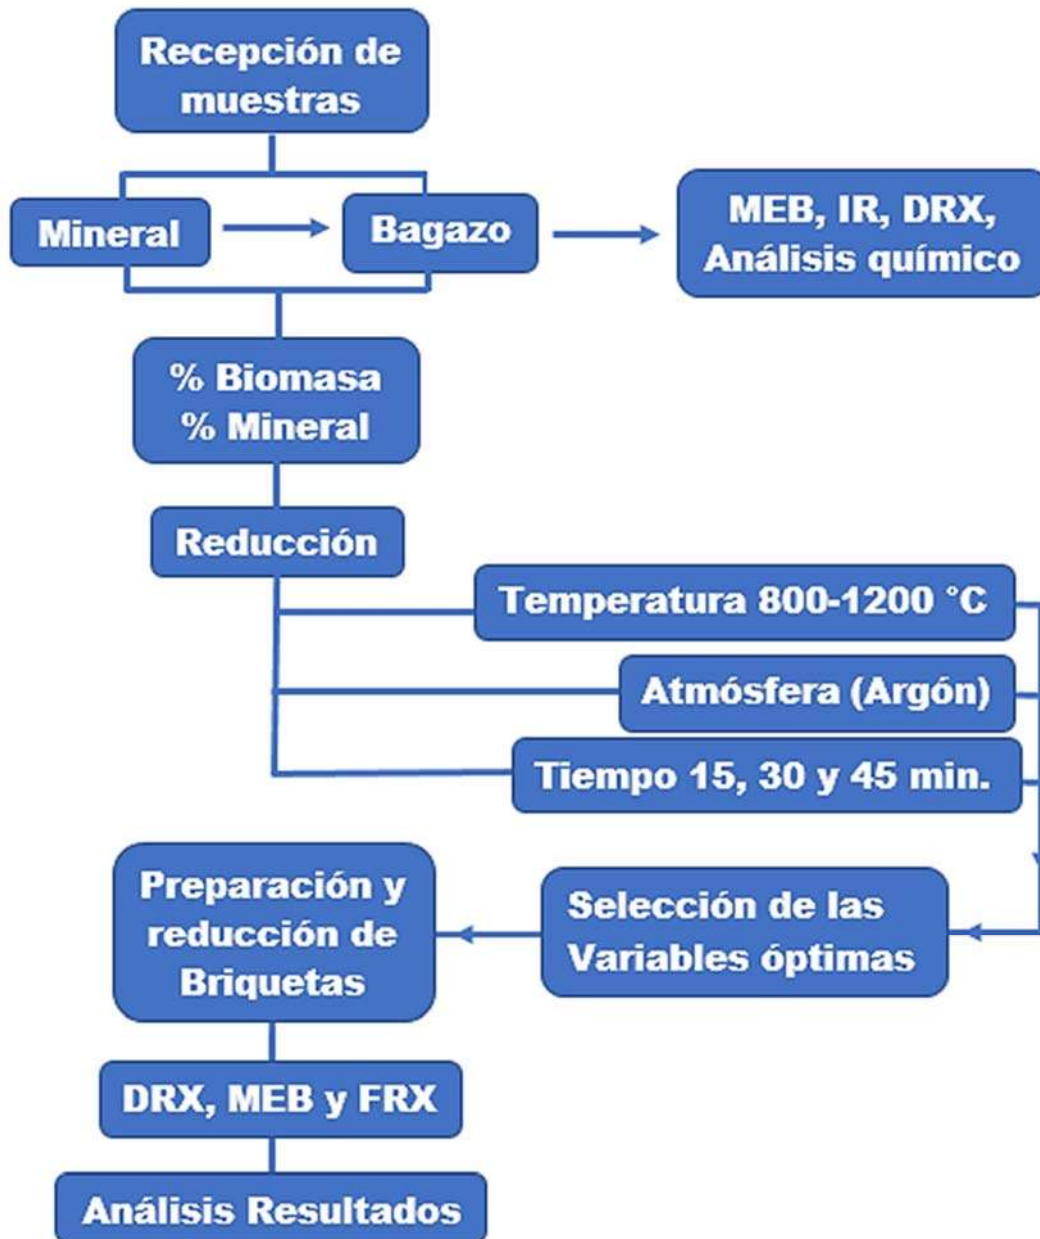 Recepción de
muestras
Mineral
Bagazo
MEB, IR, DRX,
Análisis químico
% Biomasa
% Mineral
Reducción
Temperatura 800-1200 °C
Atmósfera (Argón)
Tiempo 15, 30 y 45 min.
Selección de las
Variables óptimas
Preparación y
reducción de
Briquetas
DRX, MEB y FRX
Análisis Resultados